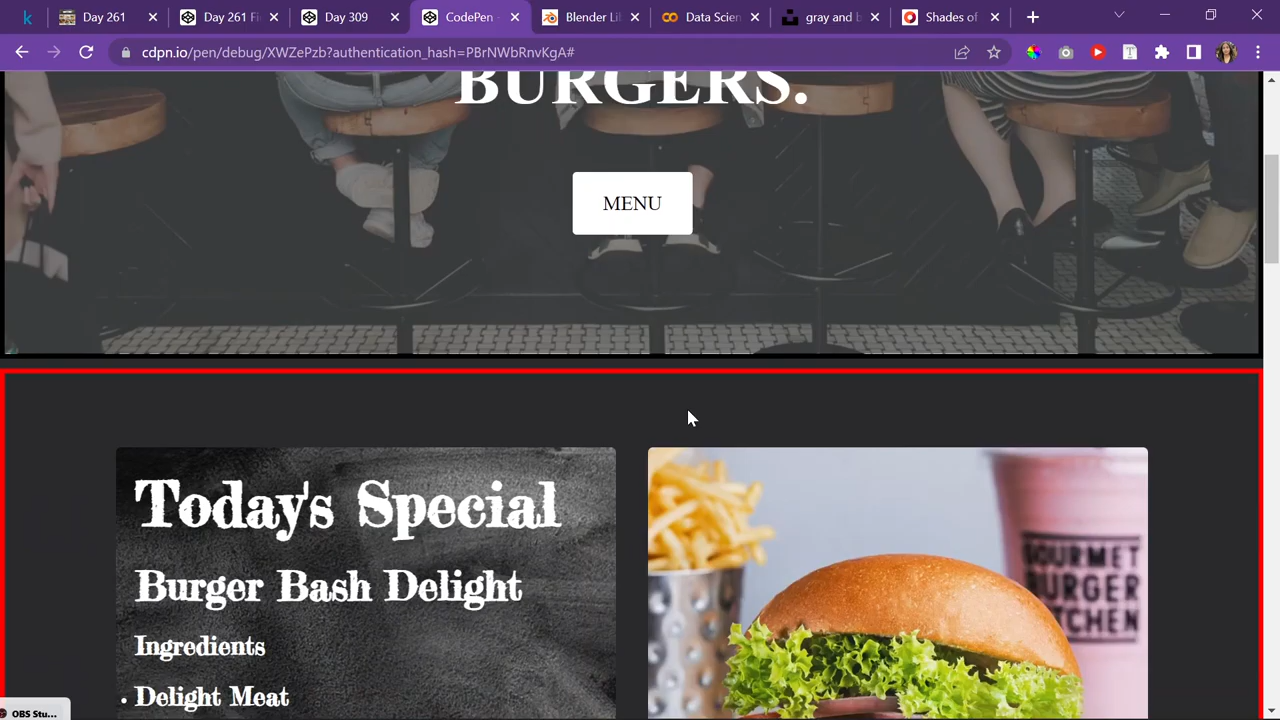 Day 261
Day 261 Fi
Day 309
CodePen
Blender Li
Data Scien
gray and b
Shades of
cdpn.io/pen/debug/XWZePzb?authentication_hash=PBrNWbRnvKgA#
BURGERS.
MENU
Today's Special
Burger Bash Delight
Ingredients
• Delight Meat
GOURMET
BURGER
KITCHEN
OBS Stu...